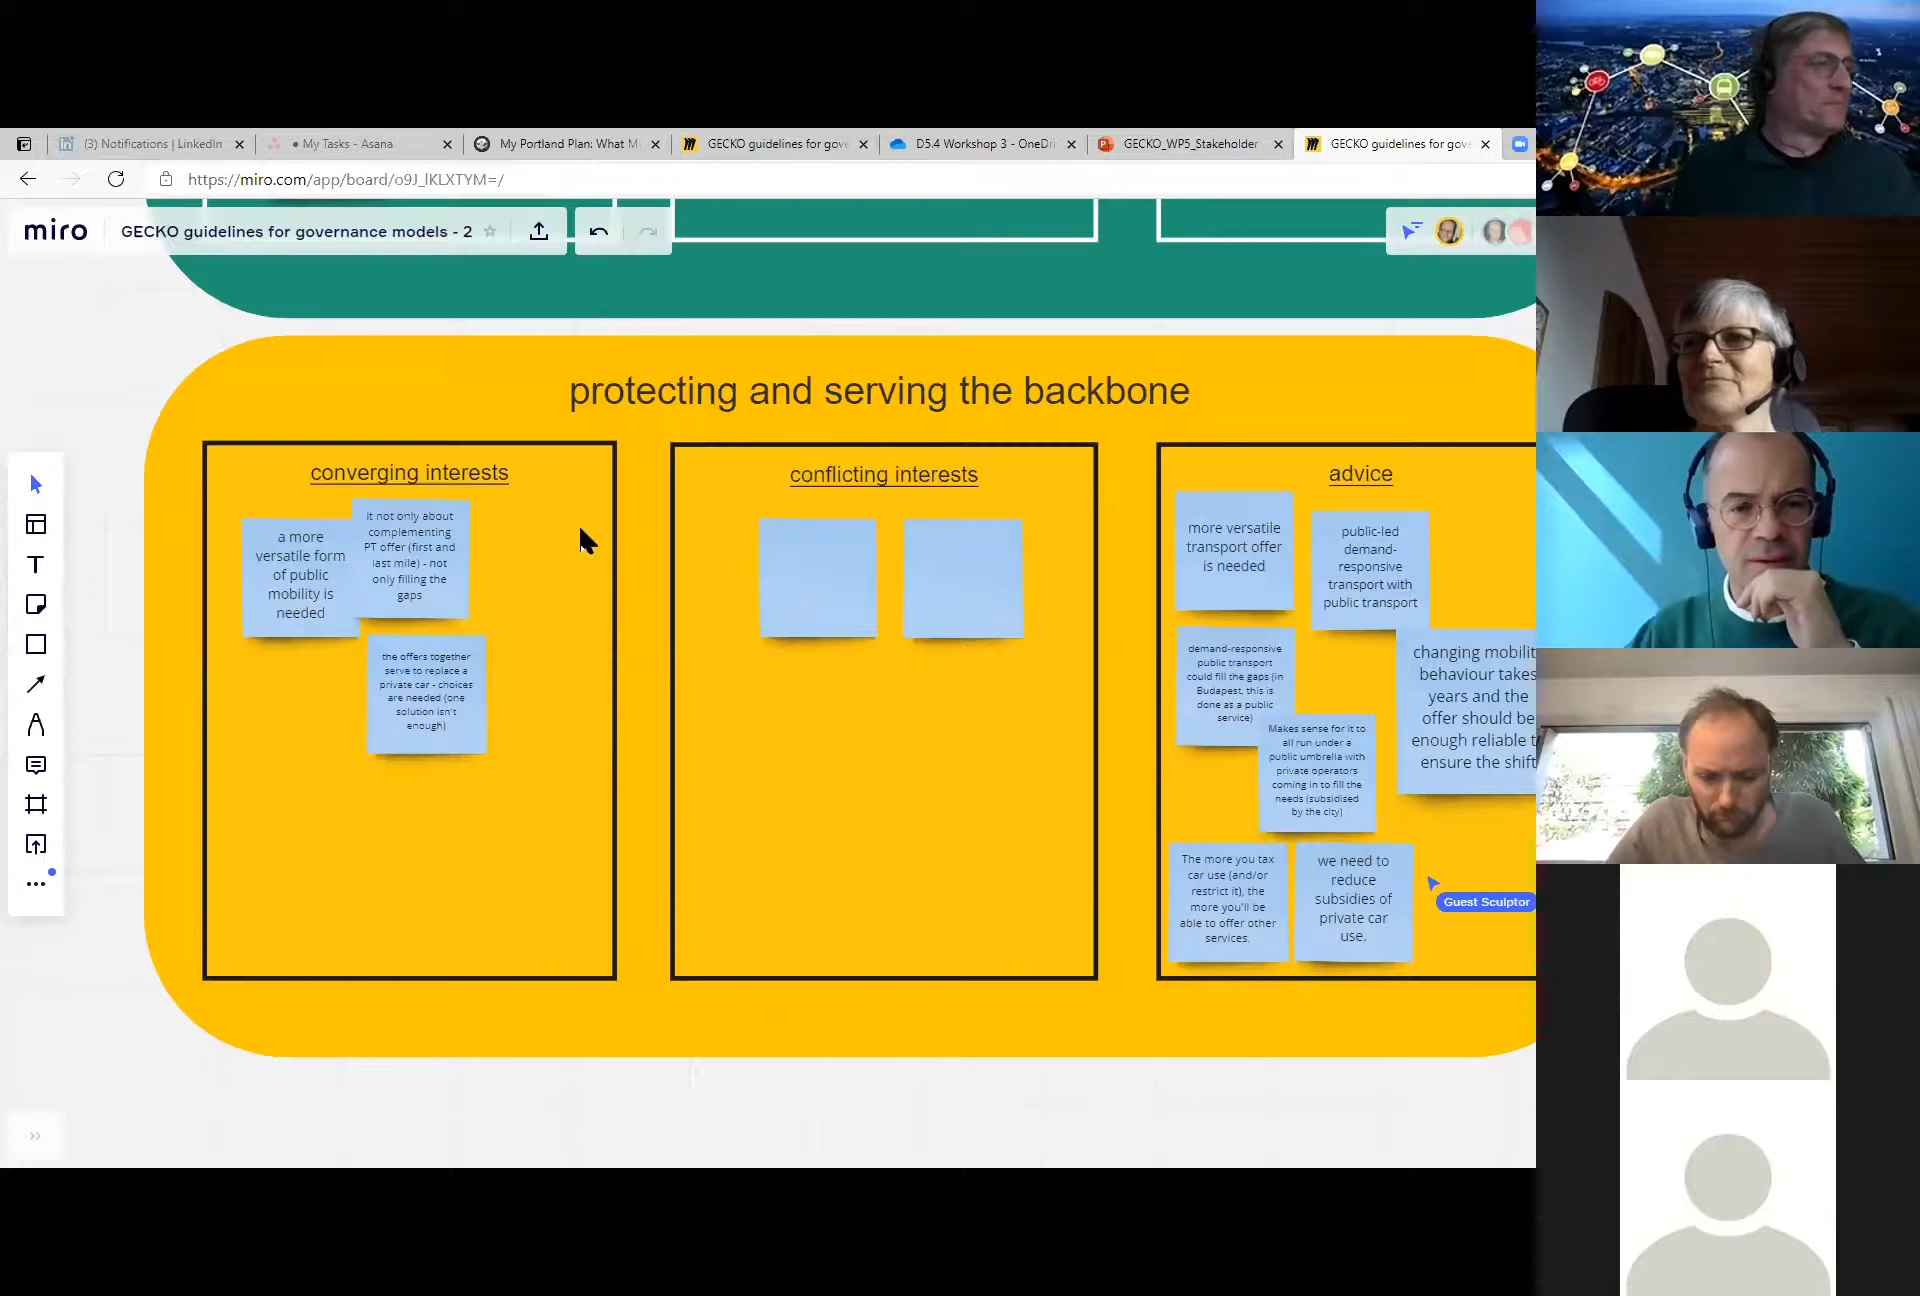 (3) Notifications | LinkedIn
• My Tasks - Asana
My Portland Plan: What M
GECKO guidelines for gov
D5.4 Workshop 3 - OneDri
GECKO_WP5_Stakeholder
GECKO guidelines for gov
https://miro.com/app/board/o9J_lKLXTYM=/
miro
GECKO guidelines for governance models - 2
protecting and serving the backbone
converging interests
a more
versatile form
of public
mobility is
needed
it not only about
complementing
PT offer (first and
last mile) - not
only filling the
gaps
the offers together
serve to replace a
private car - choices
are needed (one
solution isn't
enough)
conflicting interests
advice
more versatile
transport offer
is needed
public-led
demand-
responsive
transport with
public transport
demand-responsive
public transport
could fill the gaps (in
Budapest, this is
done as a public
service)
changing mobilit
behaviour takes
years and the
offer should be
enough reliable t
ensure the shift
Makes sense for it to
all run under a
public umbrella with
private operators
coming in to fill the
needs (subsidised
by the city)
The more you tax
car use (and/or
restrict it), the
more you'll be
able to offer other
services.
we need to
reduce
subsidies of
private car
use.
Guest Sculptor